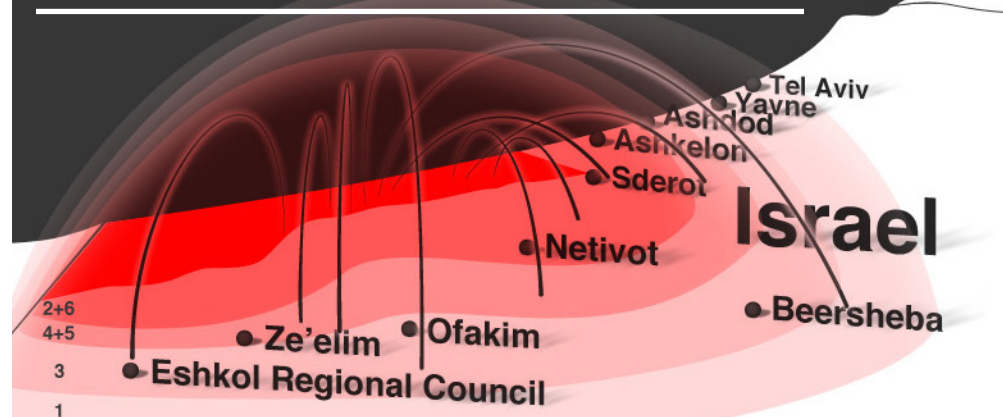 Tel Aviv
Yavne
Ashdod
Ashkelon
Sderot
Israel
Netivot
2+6
Beersheba
4+5
Ze'elim
Ofakim
3
Eshkol Regional Council
1